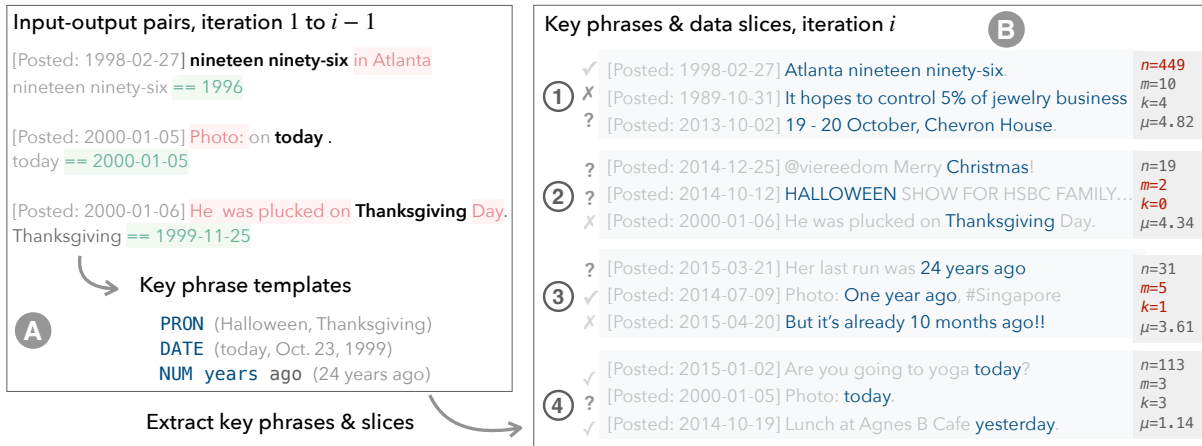 Input-output pairs, iteration 1 to i − 1
[Posted: 1998-02-27] nineteen ninety-six in Atlanta
nineteen ninety-six == 1996
[Posted: 2000-01-05] Photo: on today .
today == 2000-01-05
[Posted: 2000-01-06] He was plucked on Thanksgiving Day.
Thanksgiving == 1999-11-25
Key phrase templates
A
PRON (Halloween, Thanksgiving)
DATE (today, Oct. 23, 1999)
NUM years ago (24 years ago)
Extract key phrases & slices
Key phrases & data slices, iteration i
B
1
✓ [Posted: 1998-02-27] Atlanta nineteen ninety-six.
✗ [Posted: 1989-10-31] It hopes to control 5% of jewelry business
? [Posted: 2013-10-02] 19 - 20 October, Chevron House.
n=449
m=10
k=4
μ=4.82
2
? [Posted: 2014-12-25] @viereedom Merry Christmas!
? [Posted: 2014-10-12] HALLOWEEN SHOW FOR HSBC FAMILY…
✗ [Posted: 2000-01-06] He was plucked on Thanksgiving Day.
n=19
m=2
k=0
μ=4.34
3
? [Posted: 2015-03-21] Her last run was 24 years ago
✓ [Posted: 2014-07-09] Photo: One year ago, #Singapore
✗ [Posted: 2015-04-20] But it's already 10 months ago!!
n=31
m=5
k=1
μ=3.61
4
✓ [Posted: 2015-01-02] Are you going to yoga today?
? [Posted: 2000-01-05] Photo: today.
✓ [Posted: 2014-10-19] Lunch at Agnes B Cafe yesterday.
n=113
m=3
k=3
μ=1.14